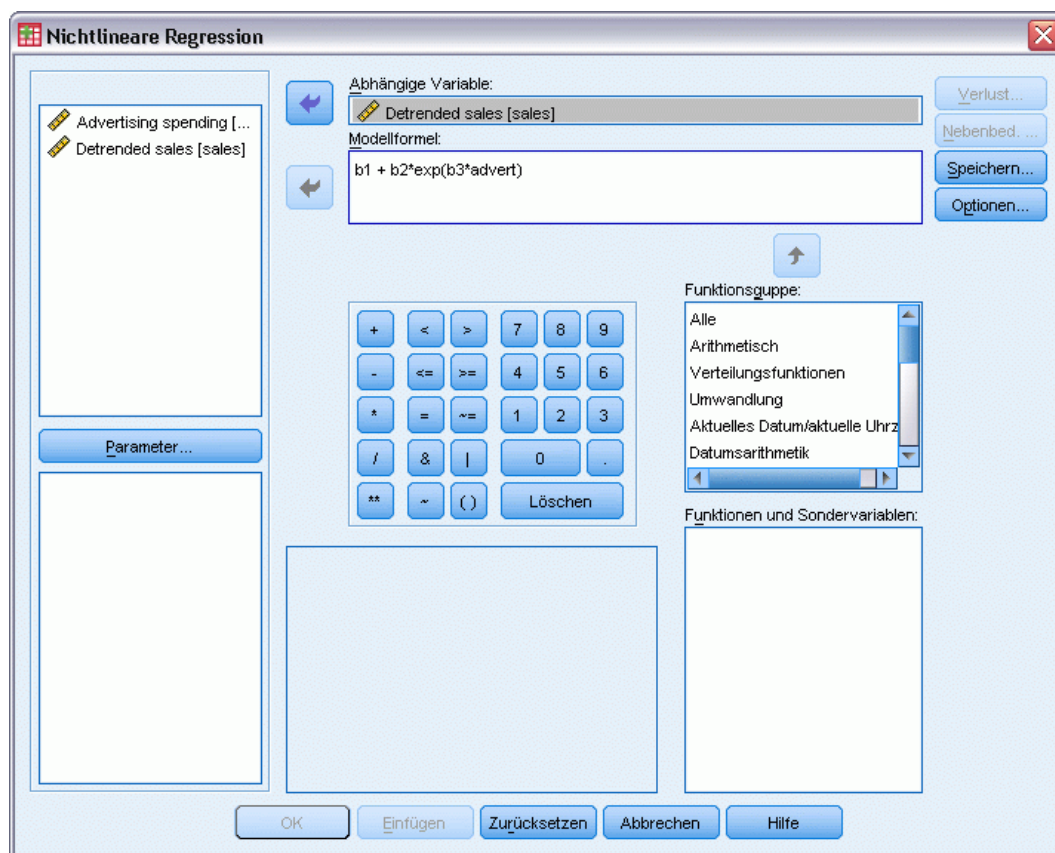 Nichtlineare Regression
Advertising spending [...
Detrended sales [sales]
Parameter...
Abhängige Variable:
Detrended sales [sales]
Modellformel:
b1 + b2*exp(b3*advert)
Verlust...
Nebenbed. ...
Speichern...
Optionen...
+ < > 7 8 9
- <= >= 4 5 6
* = ~= 1 2 3
/ & | 0 .
** ~ ( ) Löschen
Funktionsgruppe:
Alle
Arithmetisch
Verteilungsfunktionen
Umwandlung
Aktuelles Datum/aktuelle Uhrz
Datumsarithmetik
Funktionen und Sondervariablen:
OK Einfügen Zurücksetzen Abbrechen Hilfe